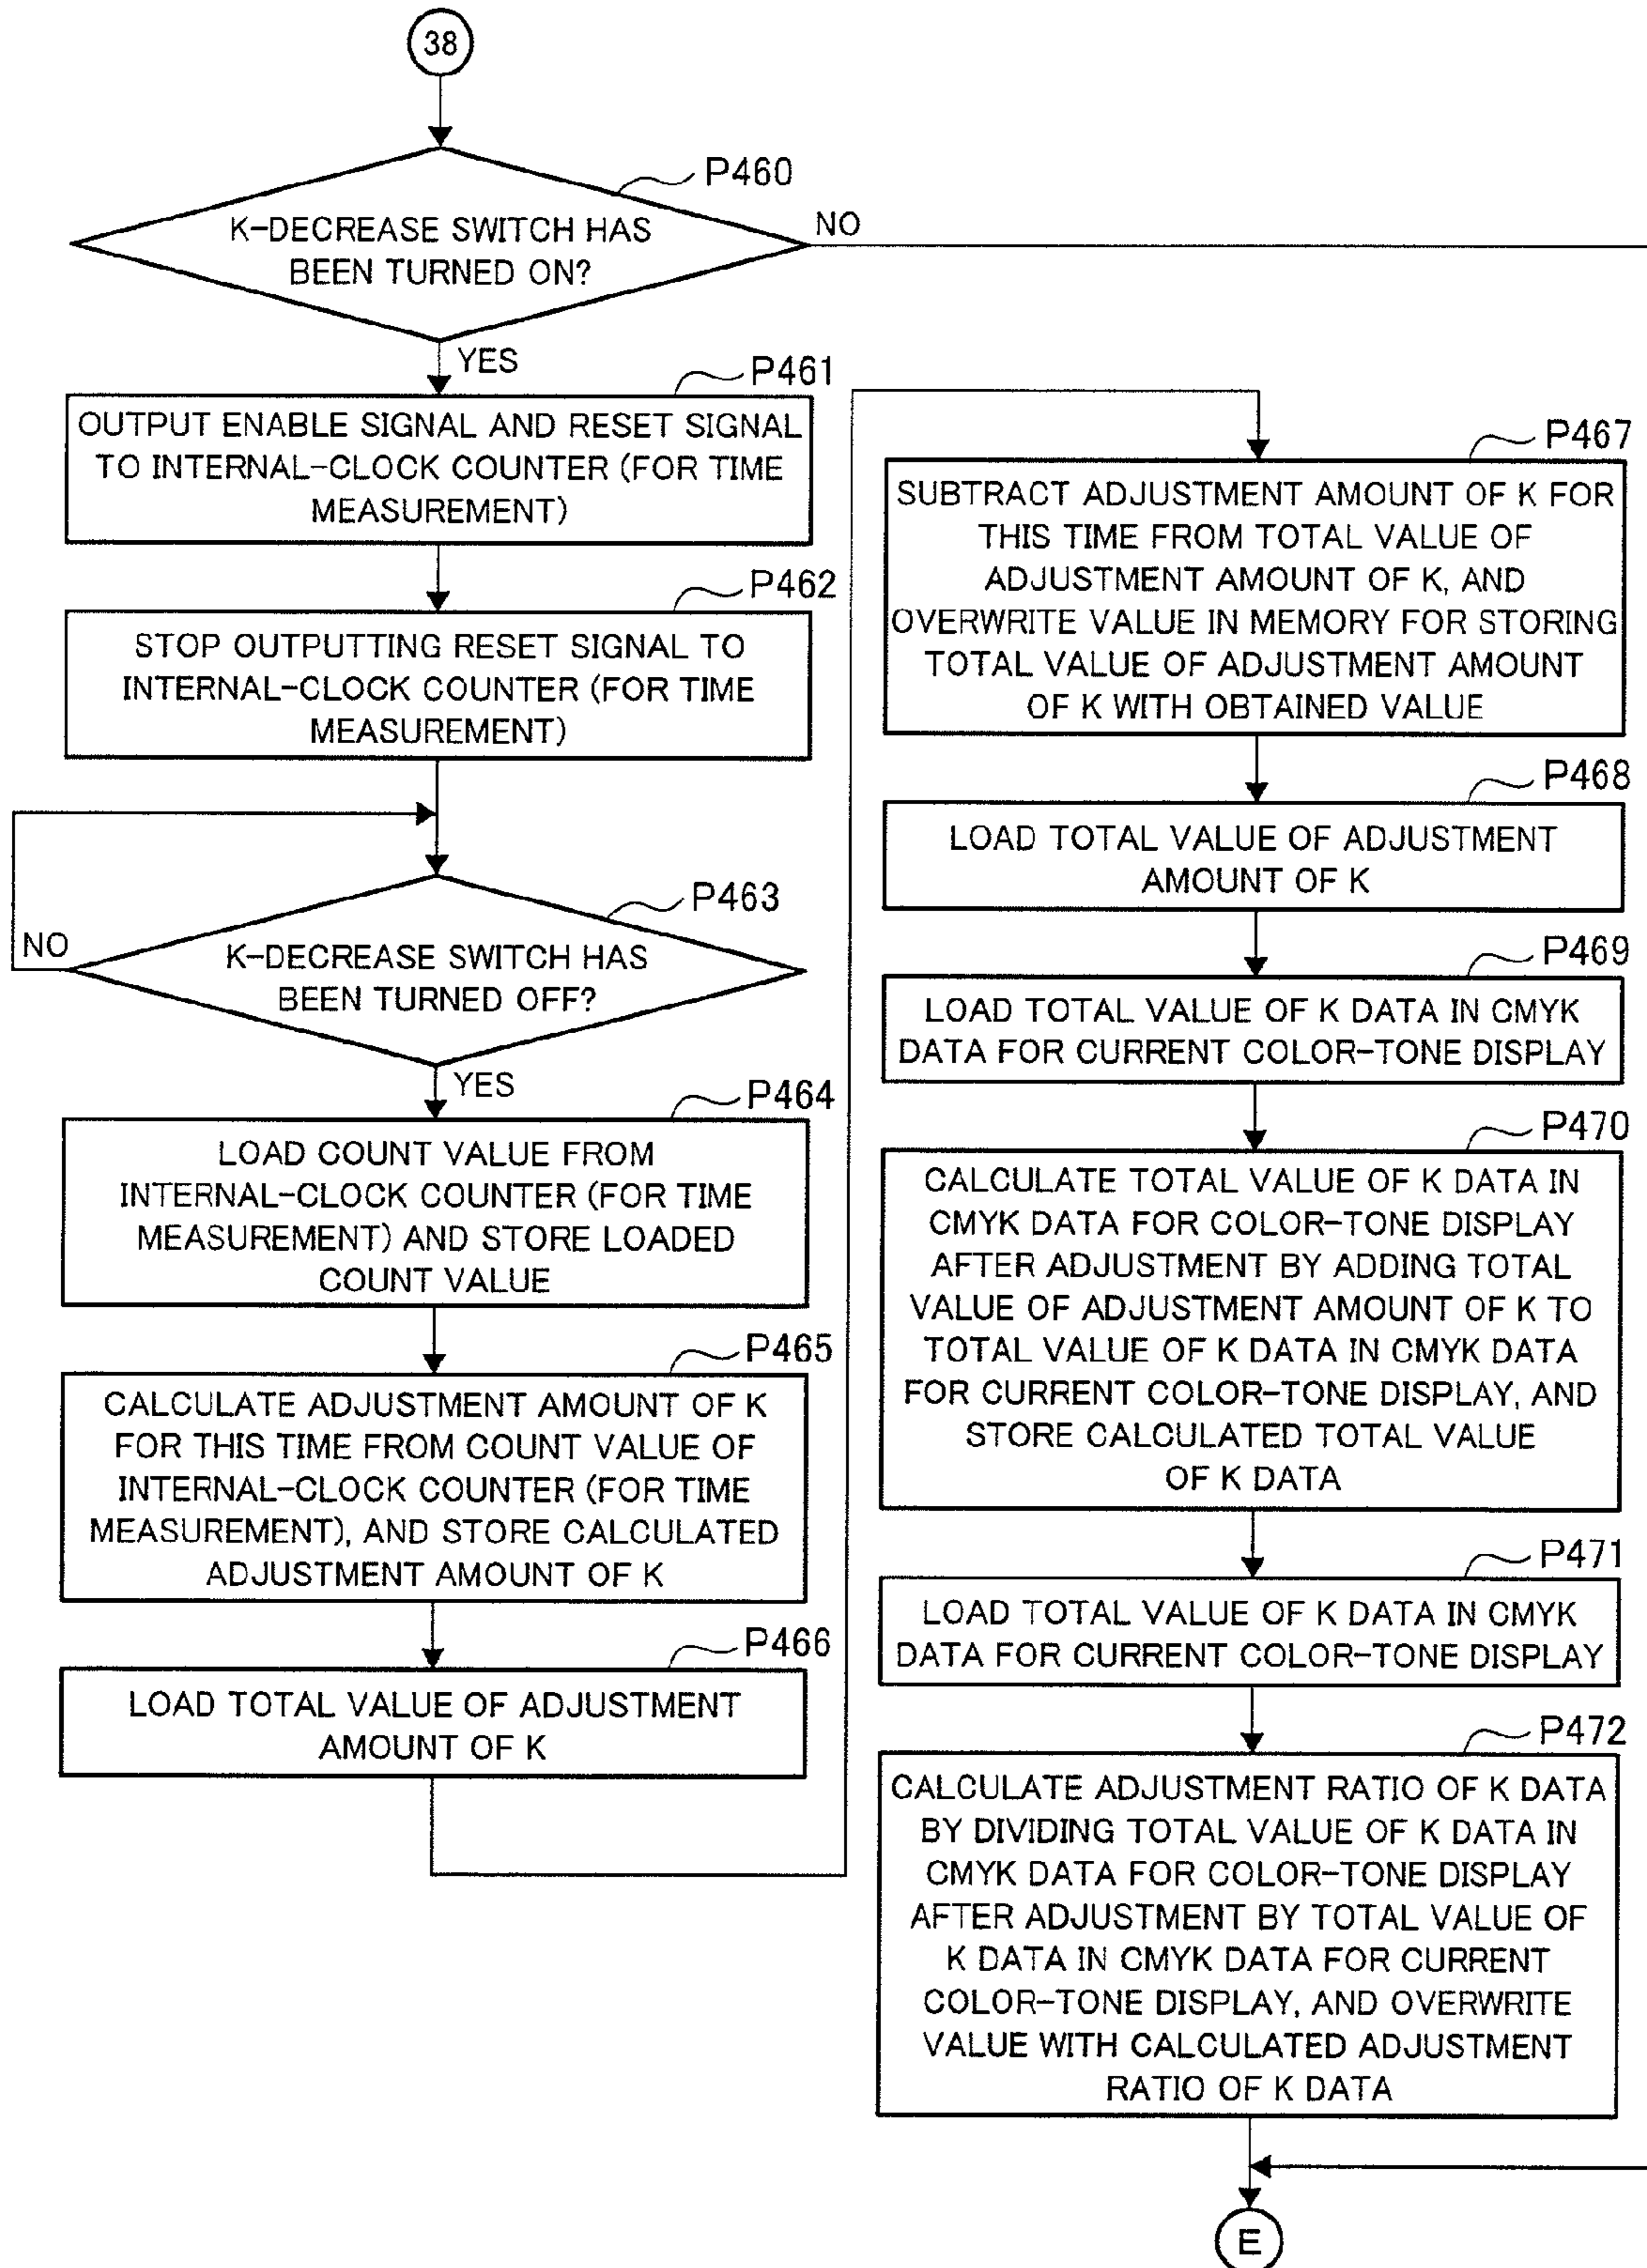 38
P460
K-DECREASE SWITCH HAS
BEEN TURNED ON?
NO
YES
P461
OUTPUT ENABLE SIGNAL AND RESET SIGNAL
TO INTERNAL-CLOCK COUNTER (FOR TIME
MEASUREMENT)
P462
STOP OUTPUTTING RESET SIGNAL TO
INTERNAL-CLOCK COUNTER (FOR TIME
MEASUREMENT)
P463
NO
K-DECREASE SWITCH HAS
BEEN TURNED OFF?
YES
P464
LOAD COUNT VALUE FROM
INTERNAL-CLOCK COUNTER (FOR TIME
MEASUREMENT) AND STORE LOADED
COUNT VALUE
P465
CALCULATE ADJUSTMENT AMOUNT OF K
FOR THIS TIME FROM COUNT VALUE OF
INTERNAL-CLOCK COUNTER (FOR TIME
MEASUREMENT), AND STORE CALCULATED
ADJUSTMENT AMOUNT OF K
P466
LOAD TOTAL VALUE OF ADJUSTMENT
AMOUNT OF K
P467
SUBTRACT ADJUSTMENT AMOUNT OF K FOR
THIS TIME FROM TOTAL VALUE OF
ADJUSTMENT AMOUNT OF K, AND
OVERWRITE VALUE IN MEMORY FOR STORING
TOTAL VALUE OF ADJUSTMENT AMOUNT
OF K WITH OBTAINED VALUE
P468
LOAD TOTAL VALUE OF ADJUSTMENT
AMOUNT OF K
P469
LOAD TOTAL VALUE OF K DATA IN CMYK
DATA FOR CURRENT COLOR-TONE DISPLAY
P470
CALCULATE TOTAL VALUE OF K DATA IN
CMYK DATA FOR COLOR-TONE DISPLAY
AFTER ADJUSTMENT BY ADDING TOTAL
VALUE OF ADJUSTMENT AMOUNT OF K TO
TOTAL VALUE OF K DATA IN CMYK DATA
FOR CURRENT COLOR-TONE DISPLAY, AND
STORE CALCULATED TOTAL VALUE
OF K DATA
P471
LOAD TOTAL VALUE OF K DATA IN CMYK
DATA FOR CURRENT COLOR-TONE DISPLAY
P472
CALCULATE ADJUSTMENT RATIO OF K DATA
BY DIVIDING TOTAL VALUE OF K DATA IN
CMYK DATA FOR COLOR-TONE DISPLAY
AFTER ADJUSTMENT BY TOTAL VALUE OF
K DATA IN CMYK DATA FOR CURRENT
COLOR-TONE DISPLAY, AND OVERWRITE
VALUE WITH CALCULATED ADJUSTMENT
RATIO OF K DATA
E